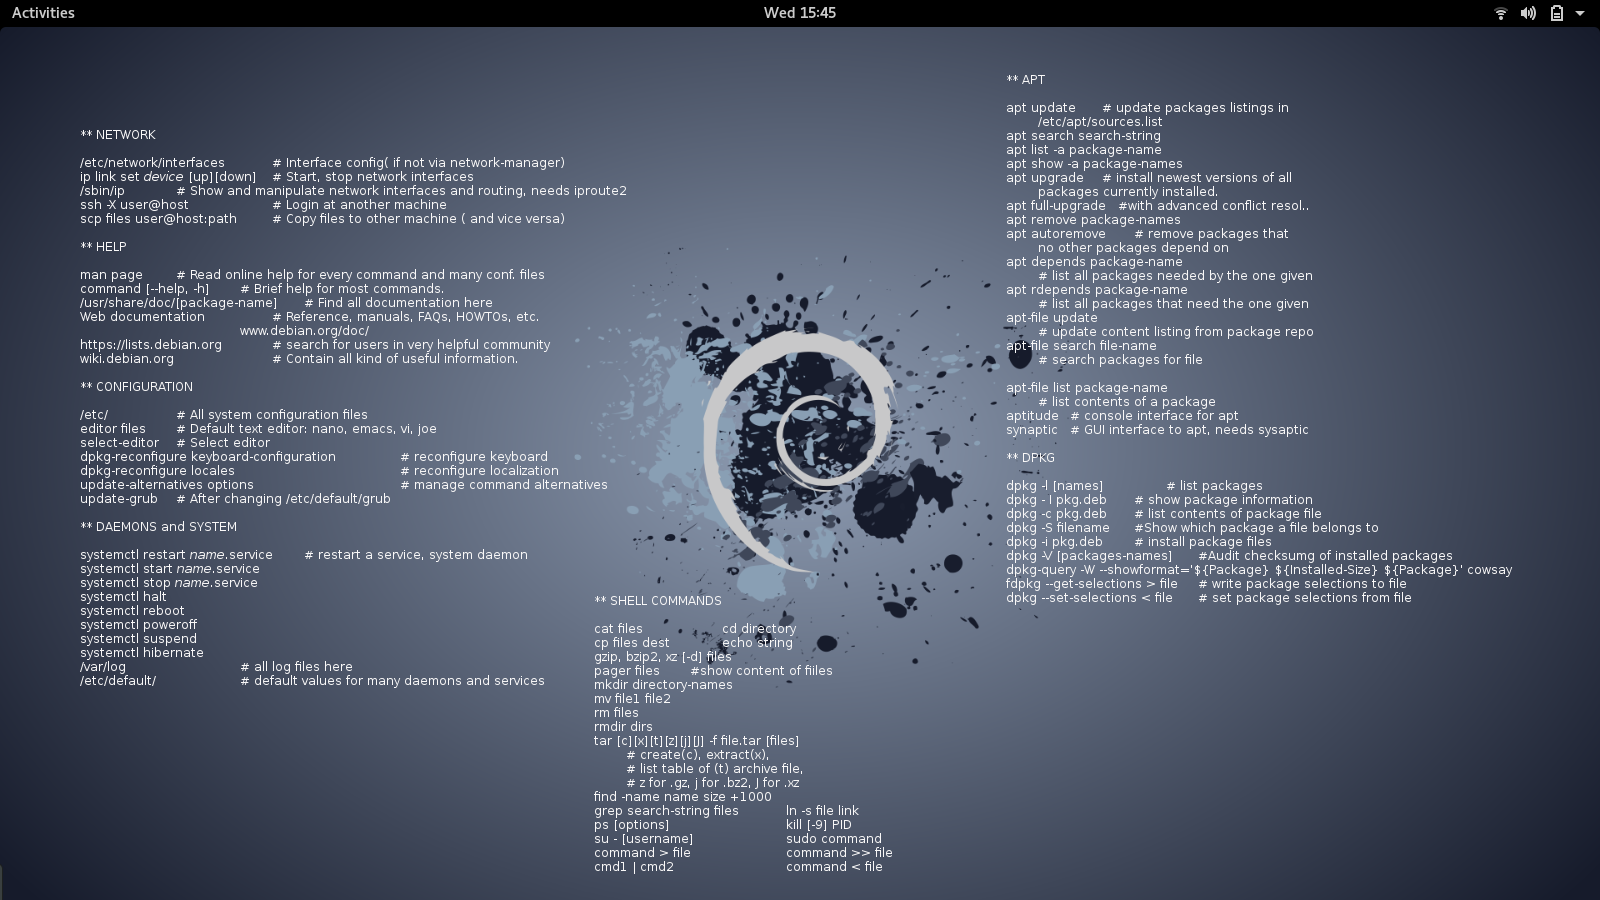 Activities
Wed 15:45
** NETWORK
/etc/network/interfaces # Interface config( if not via network-manager)
ip link set device [up][down] # Start, stop network interfaces
/sbin/ip # Show and manipulate network interfaces and routing, needs iproute2
ssh -X user@host # Login at another machine
scp files user@host:path # Copy files to other machine ( and vice versa)
** HELP
man page # Read online help for every command and many conf. files
command [--help, -h] # Brief help for most commands.
/usr/share/doc/[package-name] # Find all documentation here
Web documentation # Reference, manuals, FAQs, HOWTOs, etc.
www.debian.org/doc/
https://lists.debian.org # search for users in very helpful community
wiki.debian.org # Contain all kind of useful information.
** CONFIGURATION
/etc/ # All system configuration files
editor files # Default text editor: nano, emacs, vi, joe
select-editor # Select editor
dpkg-reconfigure keyboard-configuration # reconfigure keyboard
dpkg-reconfigure locales # reconfigure localization
update-alternatives options # manage command alternatives
update-grub # After changing /etc/default/grub
** DAEMONS and SYSTEM
systemctl restart name.service # restart a service, system daemon
systemctl start name.service
systemctl stop name.service
systemctl halt
systemctl reboot
systemctl poweroff
systemctl suspend
systemctl hibernate
/var/log # all log files here
/etc/default/ # default values for many daemons and services
** SHELL COMMANDS
cat files cd directory
cp files dest echo string
gzip, bzip2, xz [-d] files
pager files #show content of fiiles
mkdir directory-names
mv file1 file2
rm files
rmdir dirs
tar [c][x][t][z][j][J] -f file.tar [files]
# create(c), extract(x),
# list table of (t) archive file,
# z for .gz, j for .bz2, J for .xz
find -name name size +1000
grep search-string files ln -s file link
ps [options] kill [-9] PID
su - [username] sudo command
command > file command >> file
cmd1 | cmd2 command < file
** APT
apt update # update packages listings in
/etc/apt/sources.list
apt search search-string
apt list -a package-name
apt show -a package-names
apt upgrade # install newest versions of all
packages currently installed.
apt full-upgrade #with advanced conflict resol..
apt remove package-names
apt autoremove # remove packages that
no other packages depend on
apt depends package-name
# list all packages needed by the one given
apt rdepends package-name
# list all packages that need the one given
apt-file update
# update content listing from package repo
apt-file search file-name
# search packages for file
apt-file list package-name
# list contents of a package
aptitude # console interface for apt
synaptic # GUI interface to apt, needs sysaptic
** DPKG
dpkg -l [names] # list packages
dpkg - I pkg.deb # show package information
dpkg -c pkg.deb # list contents of package file
dpkg -S filename #Show which package a file belongs to
dpkg -i pkg.deb # install package files
dpkg -V [packages-names] #Audit checksumg of installed packages
dpkg-query -W --showformat='${Package} ${Installed-Size} ${Package}' cowsay
fdpkg --get-selections > file # write package selections to file
dpkg --set-selections < file # set package selections from file